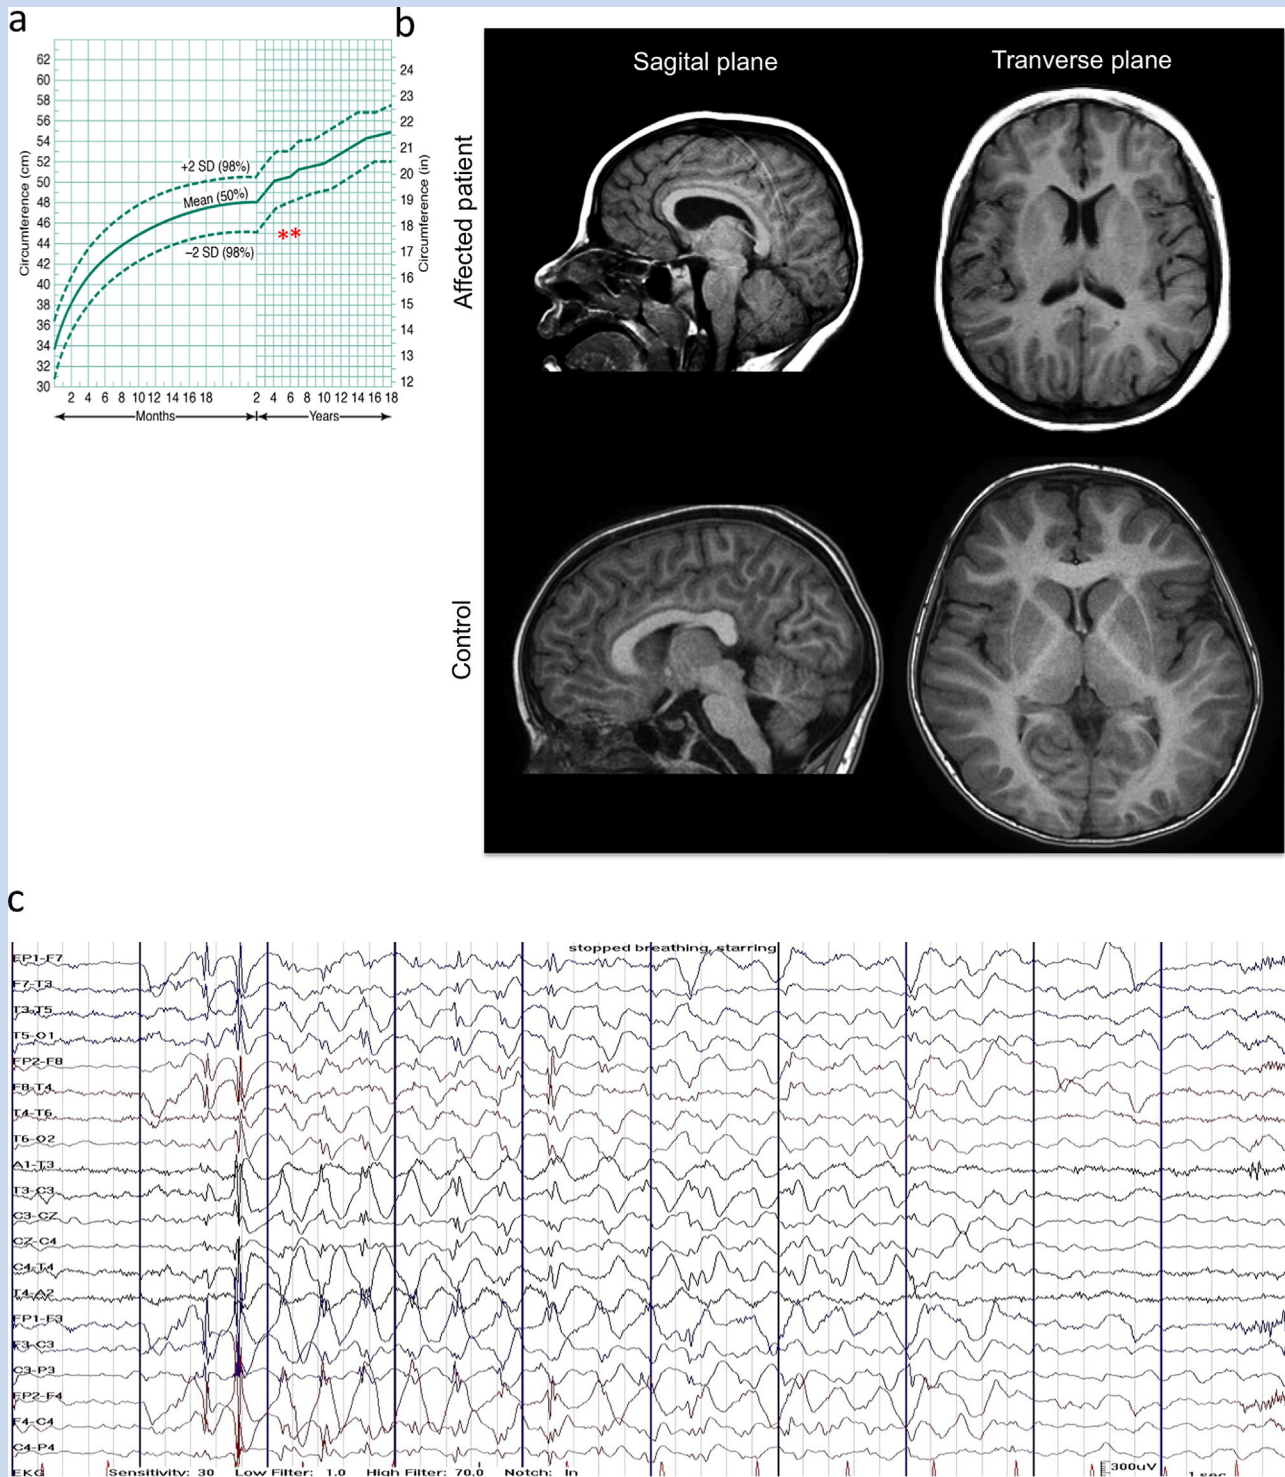 a
b
62
60
58
56
54
52
50
48
46
44
42
40
38
36
34
32
30
Circumference (cm)
24
23
22
21
20
19
18
17
16
15
14
13
12
Circumference (in)
+2 SD (98%)
Mean (50%)
−2 SD (98%)
**
2 4 6 8 10 12 14 16 18 2 4 6 8 10 12 14 16 18
Months Years
Sagital plane Tranverse plane
Affected patient
Control
c
stopped breathing, starring
FP1-F7
F7-T3
T3-T5
T5-O1
FP2-F8
F8-T4
T4-T6
T6-O2
A1-T3
T3-C3
C3-CZ
CZ-C4
C4-T4
T4-A2
FP1-F3
F3-C3
C3-P3
FP2-F4
F4-C4
C4-P4
EKG Sensitivity: 30 Low Filter: 1.0 High Filter: 70.0 Notch: In
300uV
1 sec